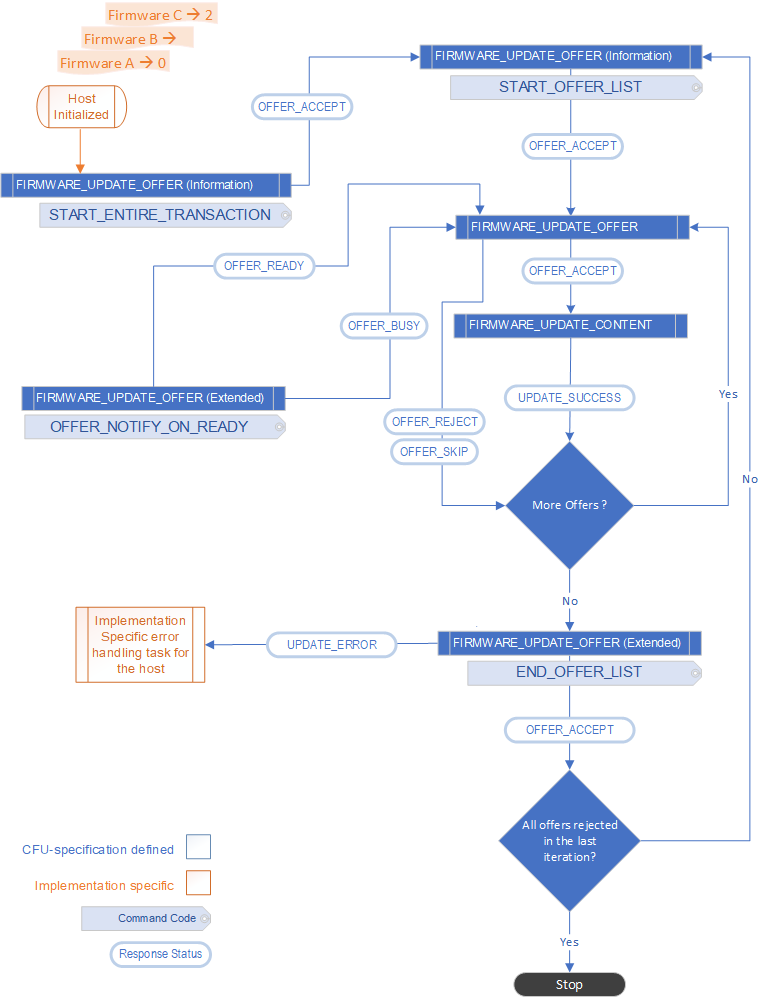 Firmware C → 2
Firmware B →
Firmware A → 0
Host
Initialized
FIRMWARE_UPDATE_OFFER (Information)
START_OFFER_LIST
OFFER_ACCEPT
OFFER_ACCEPT
FIRMWARE_UPDATE_OFFER (Information)
START_ENTIRE_TRANSACTION
FIRMWARE_UPDATE_OFFER
OFFER_READY
OFFER_ACCEPT
OFFER_BUSY
FIRMWARE_UPDATE_CONTENT
FIRMWARE_UPDATE_OFFER (Extended)
OFFER_NOTIFY_ON_READY
UPDATE_SUCCESS
Yes
OFFER_REJECT
OFFER_SKIP
No
More Offers ?
No
Implementation
Specific error
handling task for
the host
UPDATE_ERROR
FIRMWARE_UPDATE_OFFER (Extended)
END_OFFER_LIST
OFFER_ACCEPT
All offers rejected
in the last
iteration?
CFU-specification defined
Implementation specific
Command Code
Response Status
Yes
Stop